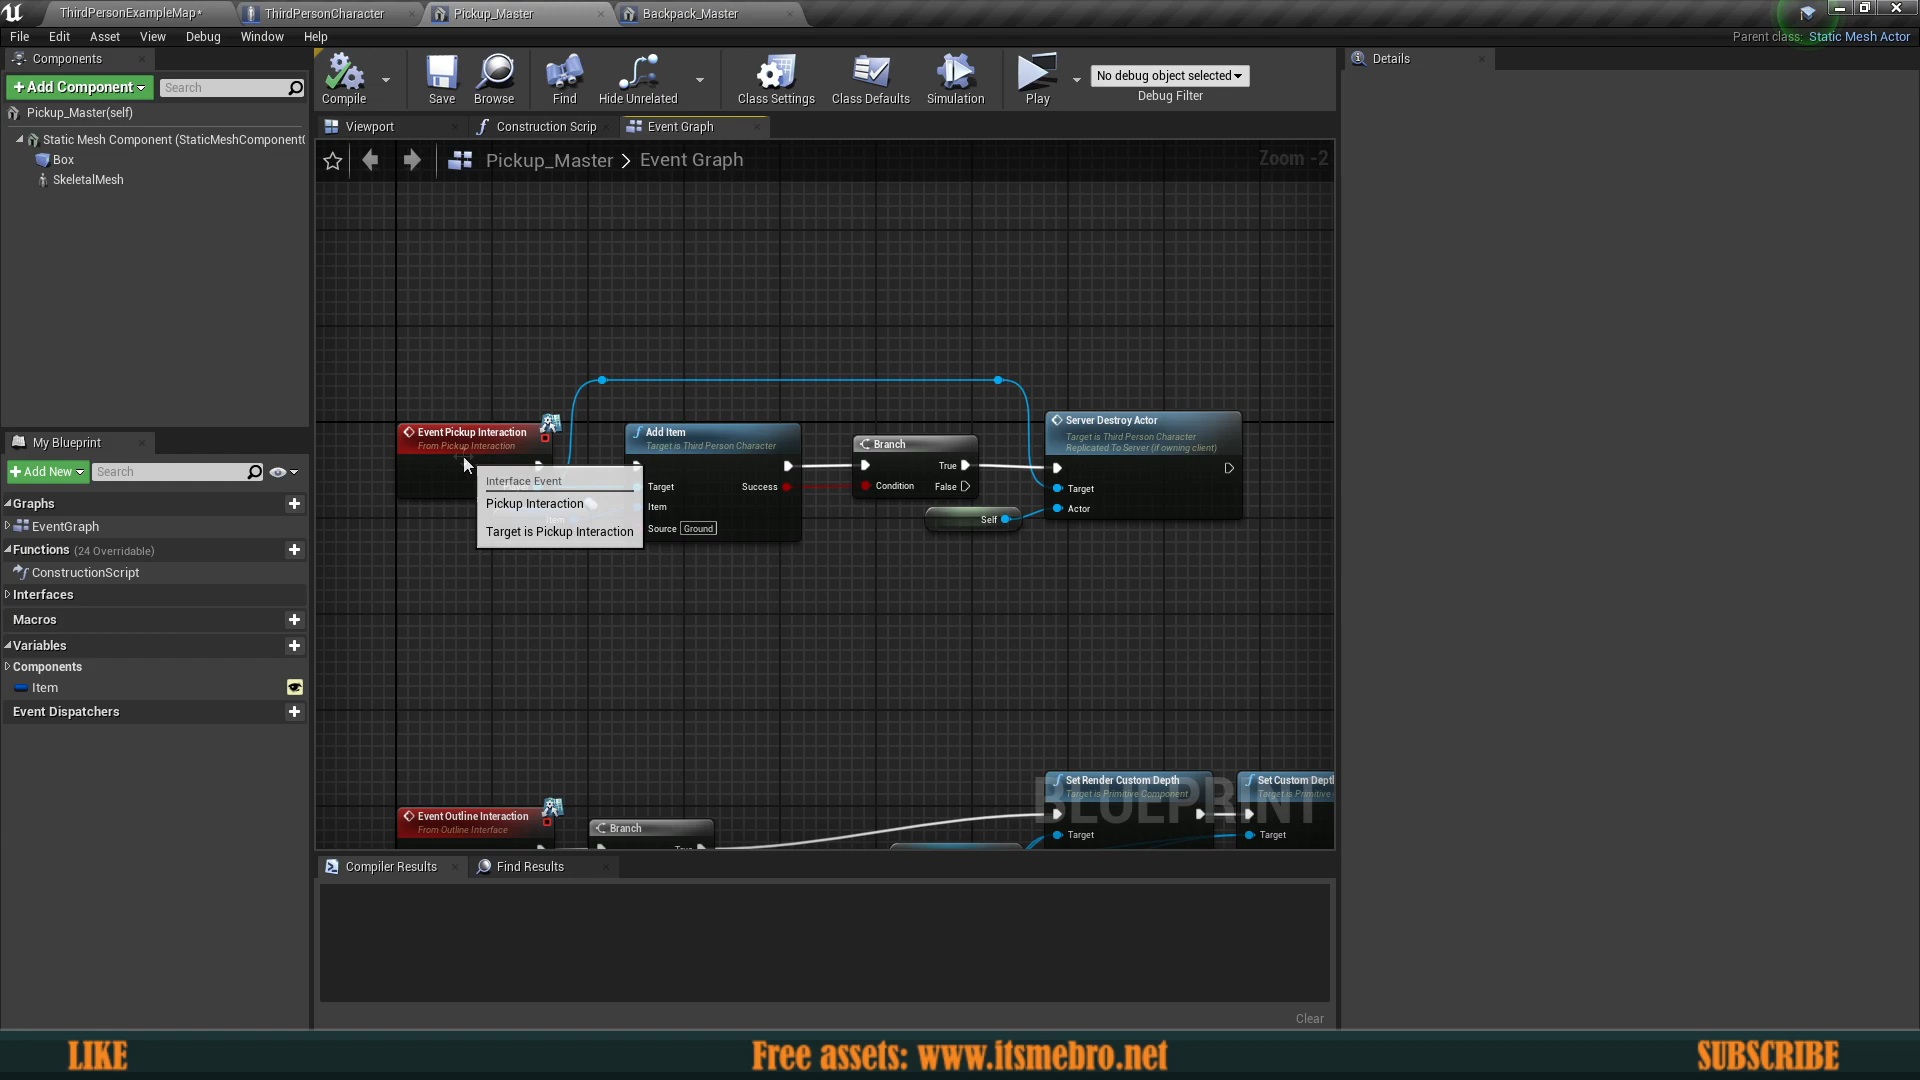 ThirdPersonExampleMap*
ThirdPersonCharacter
Pickup_Master
Backpack_Master
File Edit Asset View Debug Window Help
Parent class: Static Mesh Actor
Components
+Add Component
Search
Pickup_Master(self)
Static Mesh Component (StaticMeshComponent(
Box
SkeletalMesh
Compile
Save
Browse
Find
Hide Unrelated
Class Settings
Class Defaults
Simulation
Play
No debug object selected
Debug Filter
Details
Viewport
Construction Scrip
Event Graph
Pickup_Master > Event Graph
Zoom -2
Event Pickup Interaction
From Pickup Interaction
Interface Event
Pickup Interaction
Target is Pickup Interaction
Add Item
Target is Third Person Character
Target
Success
Item
Source Ground
Branch
True
Condition
False
Self
Server Destroy Actor
Target is Third Person Character
Replicated To Server (if owning client)
Target
Actor
Event Outline Interaction
From Outline Interface
Branch
True
Set Render Custom Depth
Target is Primitive Component
Target
Set Custom Dept
Target is Primitive
Target
BLUEPRINT
My Blueprint
+Add New
Search
Graphs
EventGraph
Functions (24 Overridable)
ConstructionScript
Interfaces
Macros
Variables
Components
Item
Event Dispatchers
Compiler Results
Find Results
Clear
LIKE
Free assets: www.itsmebro.net
SUBSCRIBE